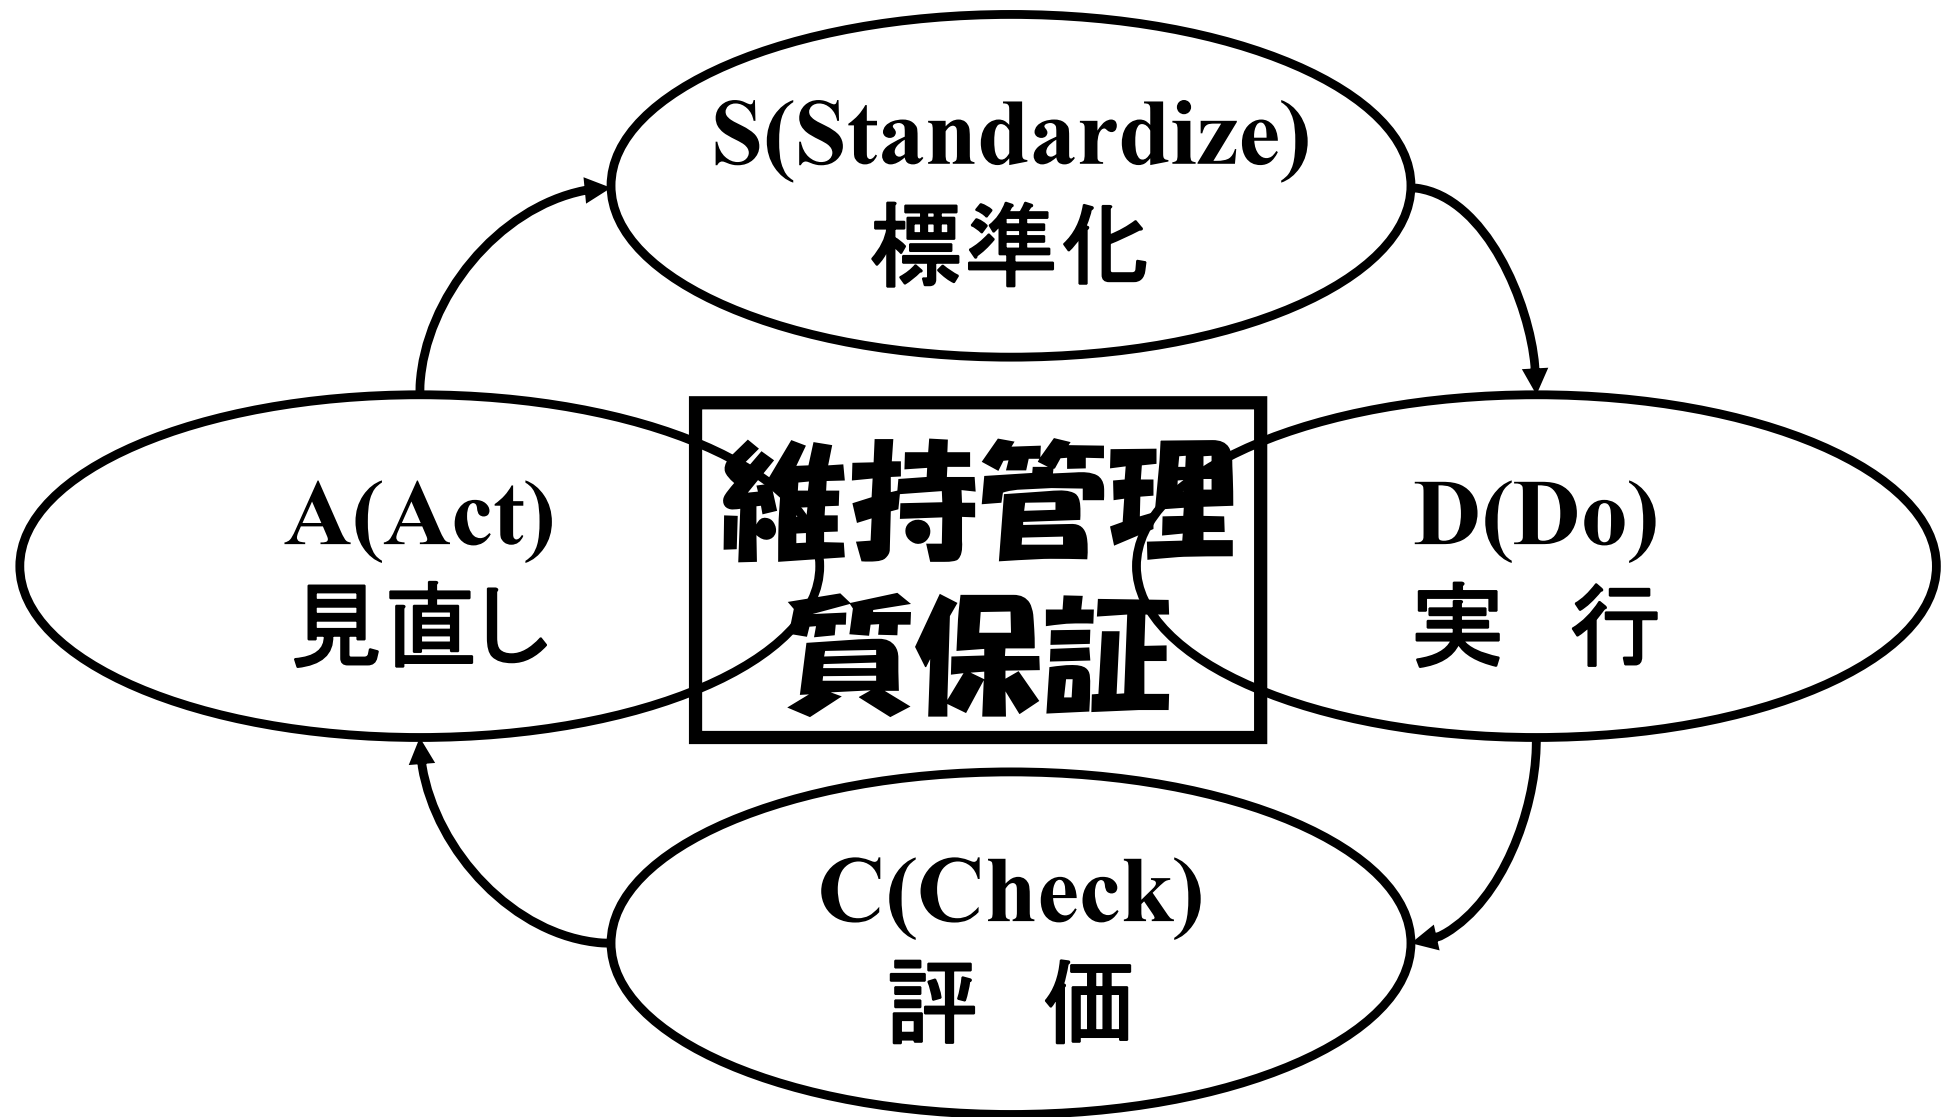 S(Standardize)
標準化
A(Act)
見直し
維持管理
質保証
D(Do)
実 行
C(Check)
評 価